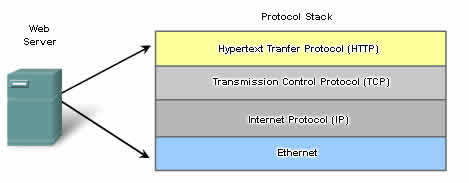 Protocol Stack
Web
Server
Hypertext Tranfer Protocol (HTTP)
Transmission Control Protocol (TCP)
Internet Protocol (IP)
Ethernet